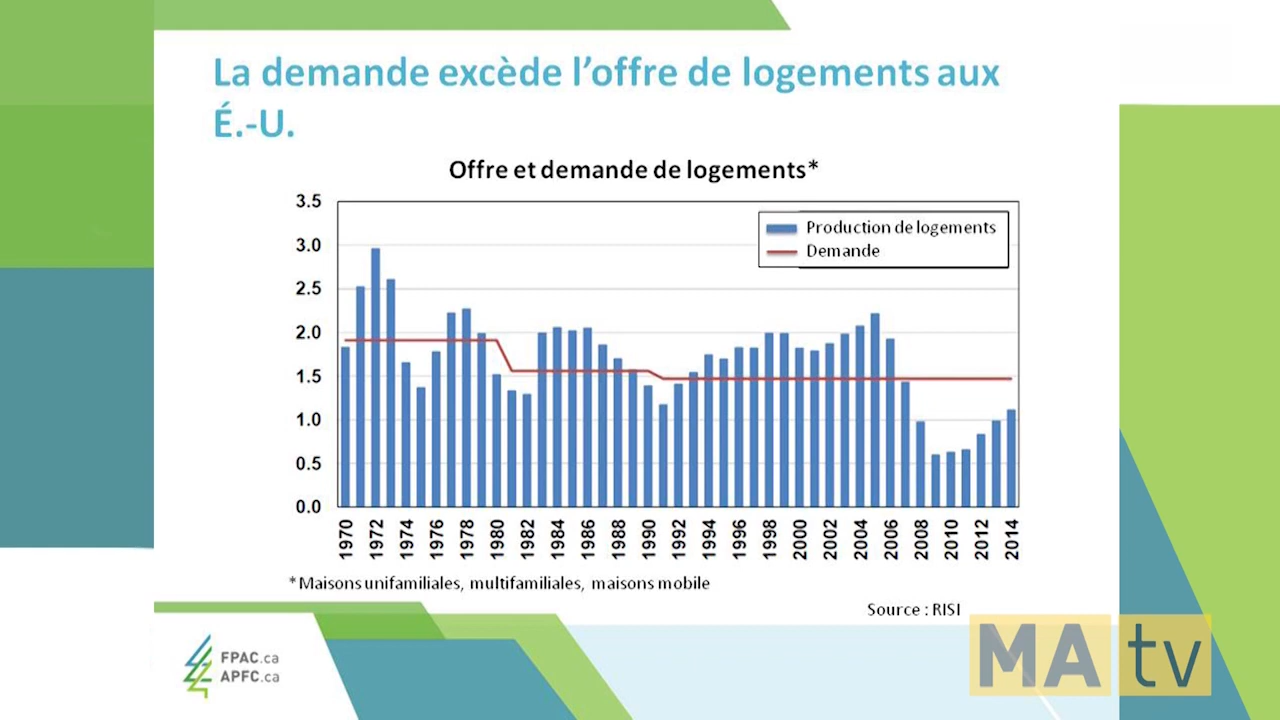 La demande excède l’offre de logements aux
É.-U.
Offre et demande de logements*
3.5
3.0
2.5
2.0
1.5
1.0
0.5
0.0
Production de logements
Demande
1970 1972 1974 1976 1978 1980 1982 1984 1986 1988 1990 1992 1994 1996 1998 2000 2002 2004 2006 2008 2010 2012 2014
*Maisons unifamiliales, multifamiliales, maisons mobile
Source : RISI
FPAC.ca
APFC.ca
MAtv